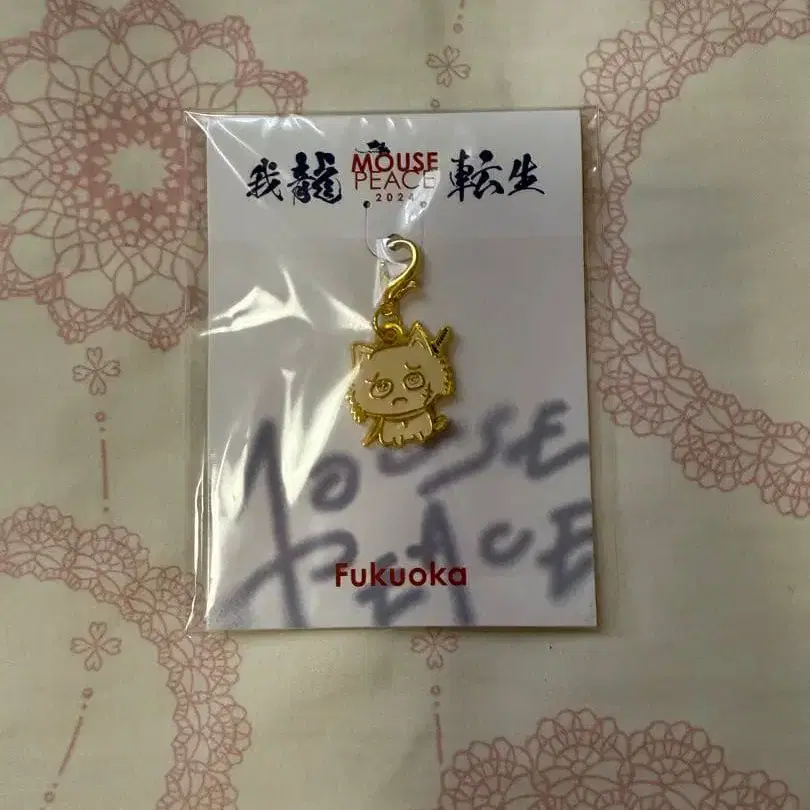 我龍 MOUSE PEACE 2024 転生
MOUSE
PEACE
Fukuoka